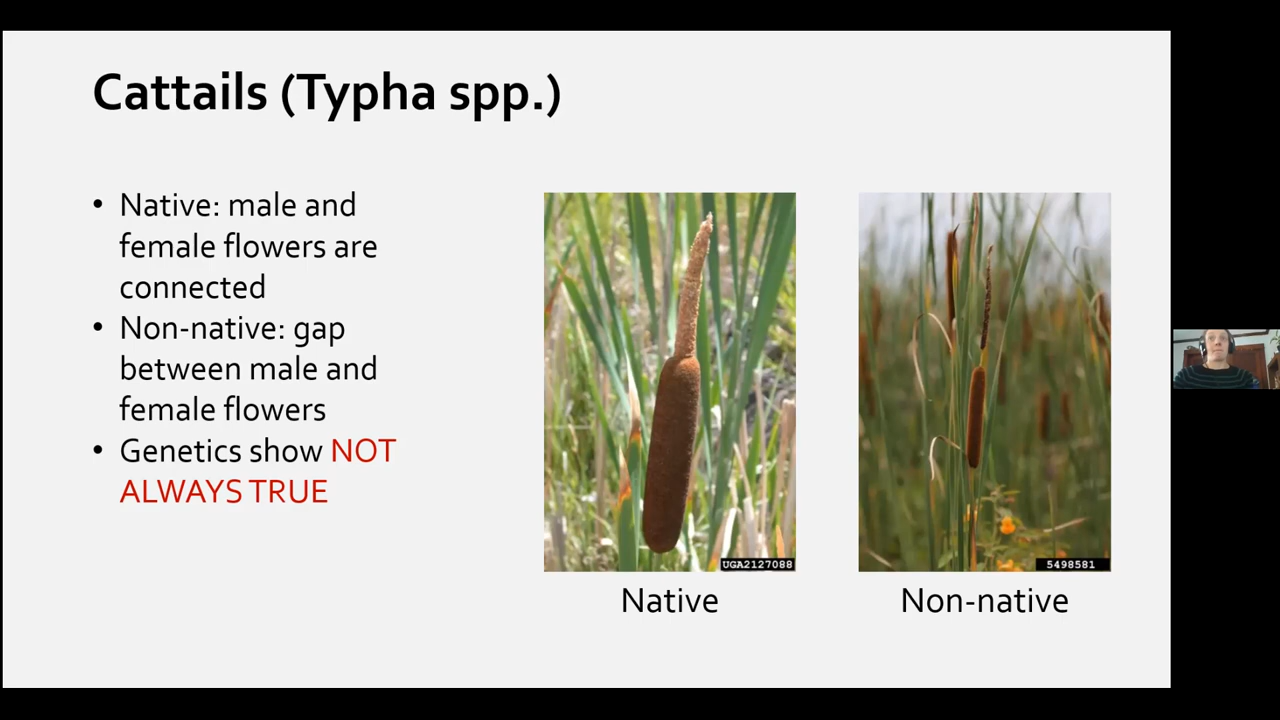 Cattails (Typha spp.)
• Native: male and
female flowers are
connected
• Non-native: gap
between male and
female flowers
• Genetics show NOT
ALWAYS TRUE
UGA2127088
5498581
Native
Non-native